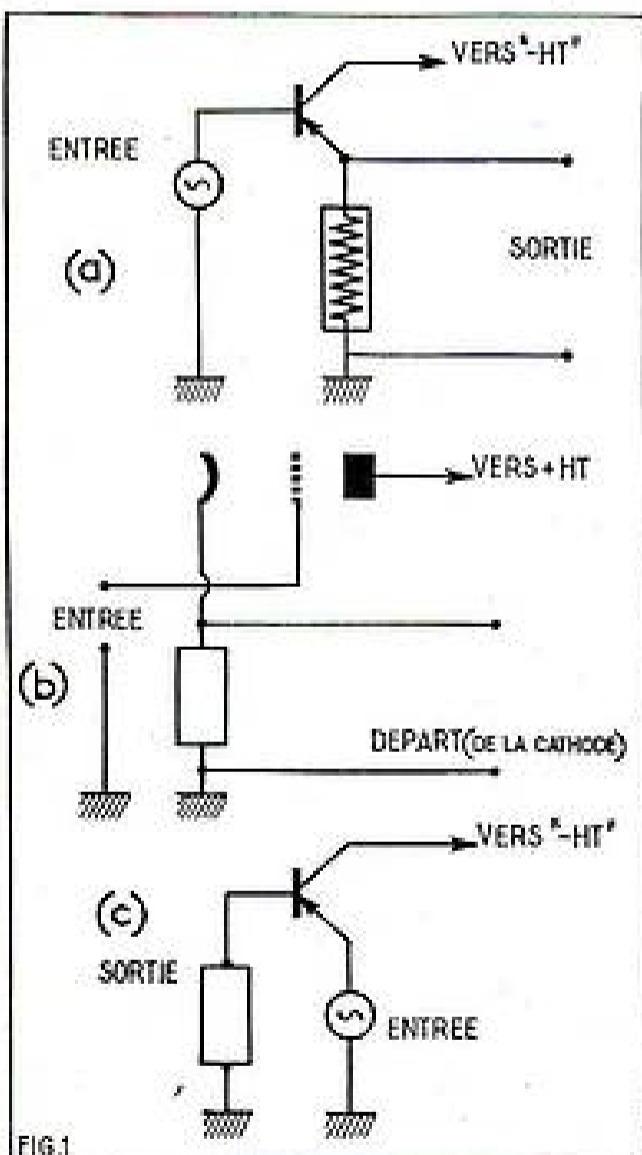 VERS "-HT"
ENTREE
(a)
SORTIE
VERS + HT
ENTREE
(b)
DEPART (DE LA CATHODE)
VERS "-HT"
(c)
SORTIE
ENTREE
FIG.1